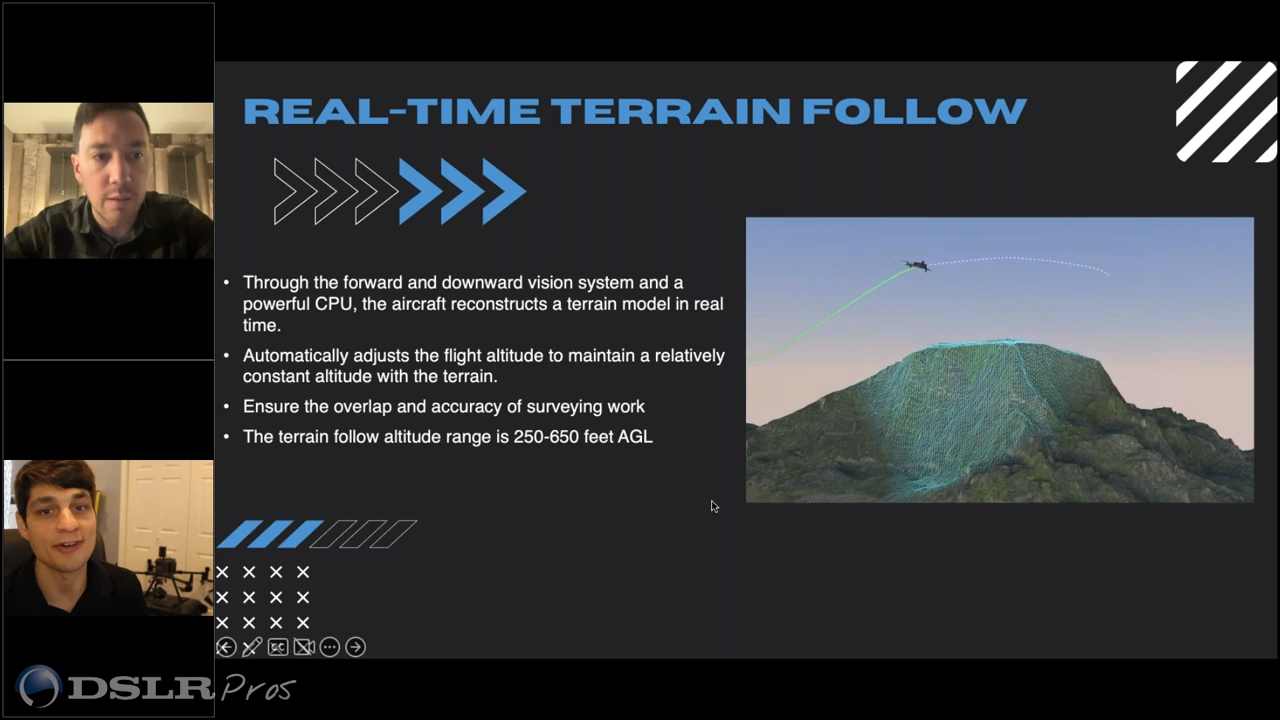 REAL-TIME TERRAIN FOLLOW
• Through the forward and downward vision system and a
powerful CPU, the aircraft reconstructs a terrain model in real
time.
• Automatically adjusts the flight altitude to maintain a relatively
constant altitude with the terrain.
• Ensure the overlap and accuracy of surveying work
• The terrain follow altitude range is 250-650 feet AGL
DSLR Pros